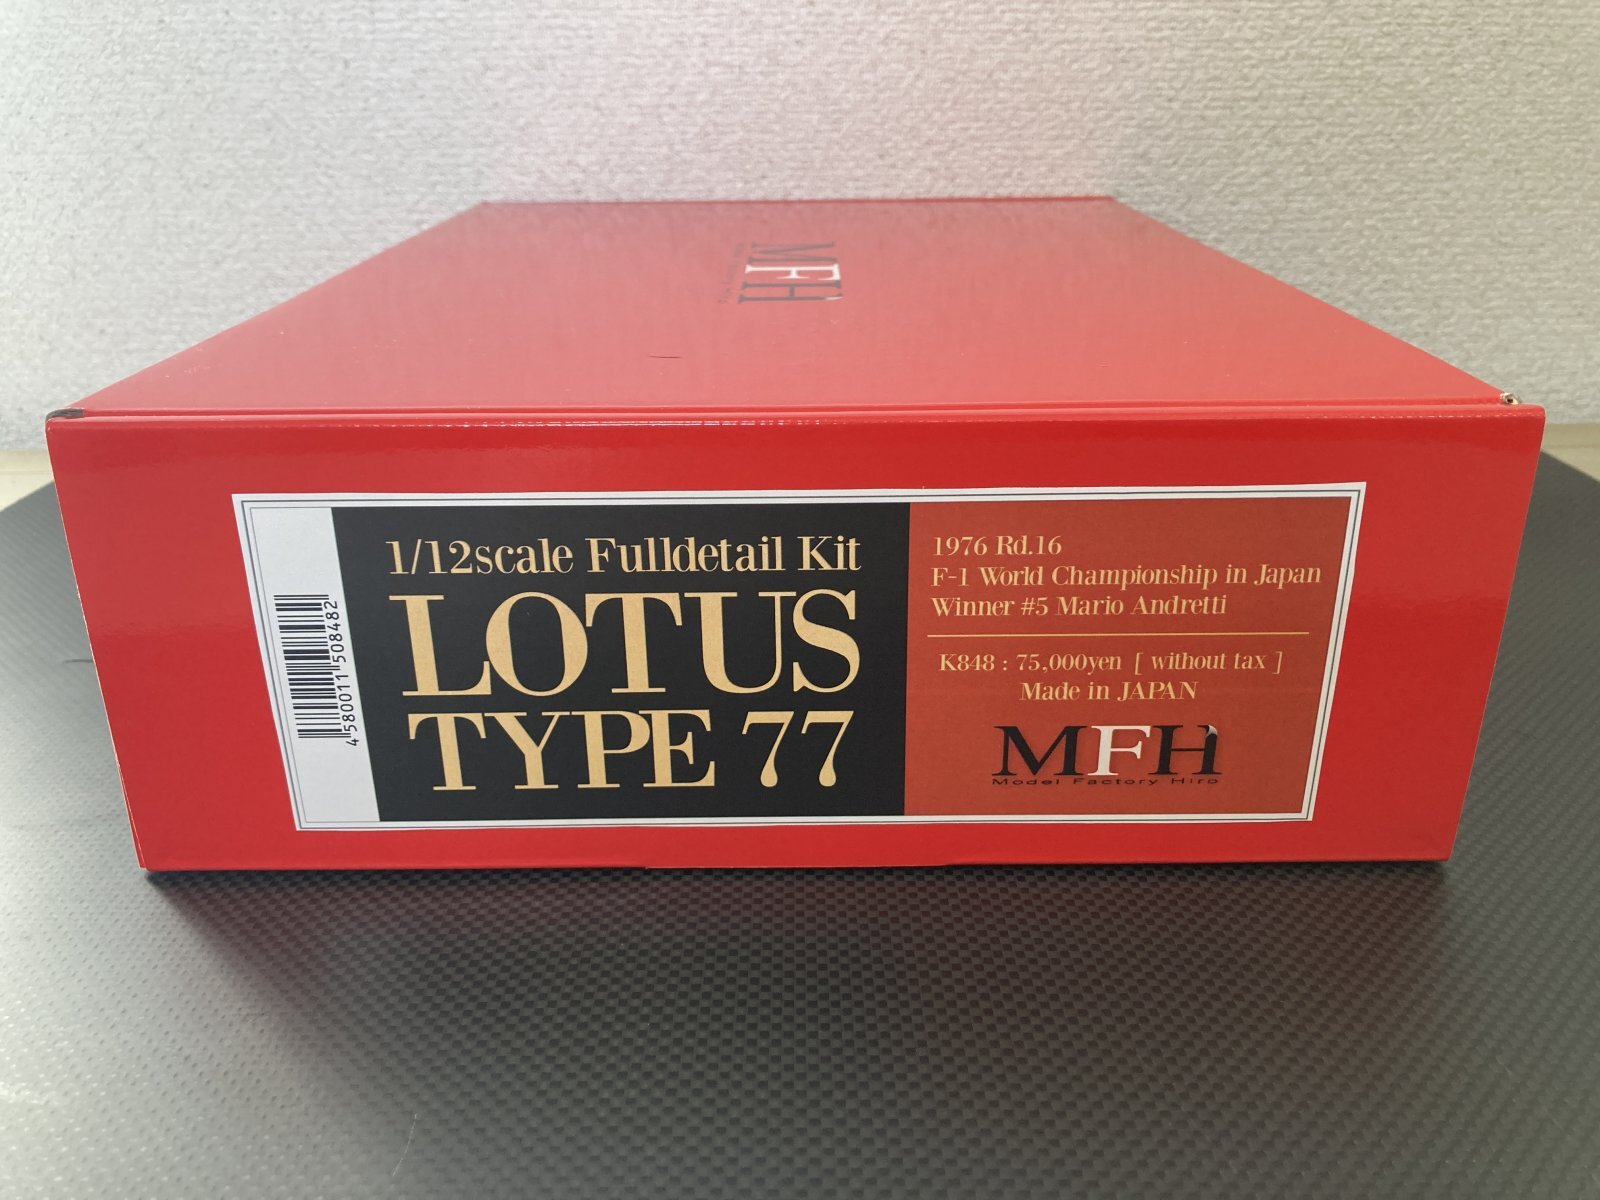 MFH
4580011508482
1/12scale Fulldetail Kit
LOTUS
TYPE 77
1976 Rd.16
F-1 World Championship in Japan
Winner #5 Mario Andretti
K848 : 75,000yen [ without tax ]
Made in JAPAN
MFH
Model Factory Hiro